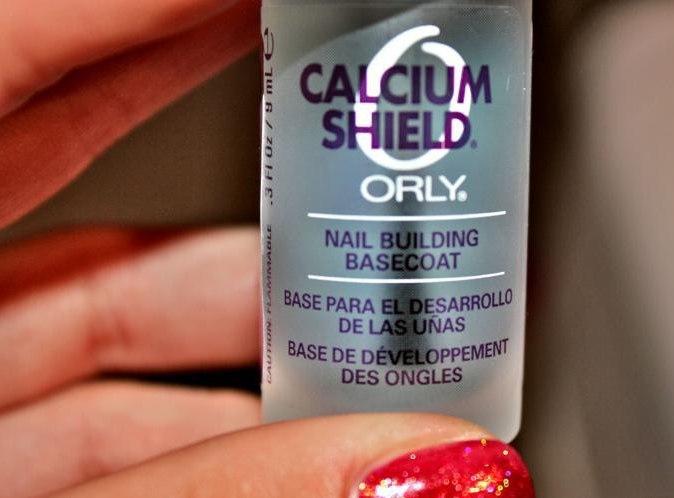 CALCIUM
SHIELD®
ORLY®
NAIL BUILDING
BASECOAT
BASE PARA EL DESARROLLO
DE LAS UÑAS
BASE DE DÉVELOPPEMENT
DES ONGLES
CAUTION: FLAMMABLE .3 Fl Oz / 9 mL ℮